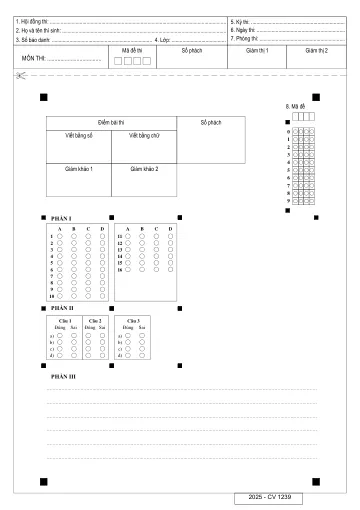 1. Hội đồng thi: ........................................ 5. Kỳ thi: ........................................
2. Họ và tên thí sinh: ........................................ 6. Ngày thi: ........................................
3. Số báo danh: ........................................ 4. Lớp: ........................................ 7. Phòng thi: ........................................
MÔN THI: ........................................
Mã đề thi
Số phách
Giám thị 1
Giám thị 2
8. Mã đề
Điểm bài thi
Số phách
Viết bằng số
Viết bằng chữ
Giám khảo 1
Giám khảo 2
0
1
2
3
4
5
6
7
8
9
PHẦN I
A B C D
1
2
3
4
5
6
7
8
9
10
A B C D
11
12
13
14
15
16
PHẦN II
Câu 1 Câu 2 Câu 3
Đúng Sai Đúng Sai Đúng Sai
a) a)
b) b)
c) c)
d) d)
PHẦN III
2025 - CV 1239